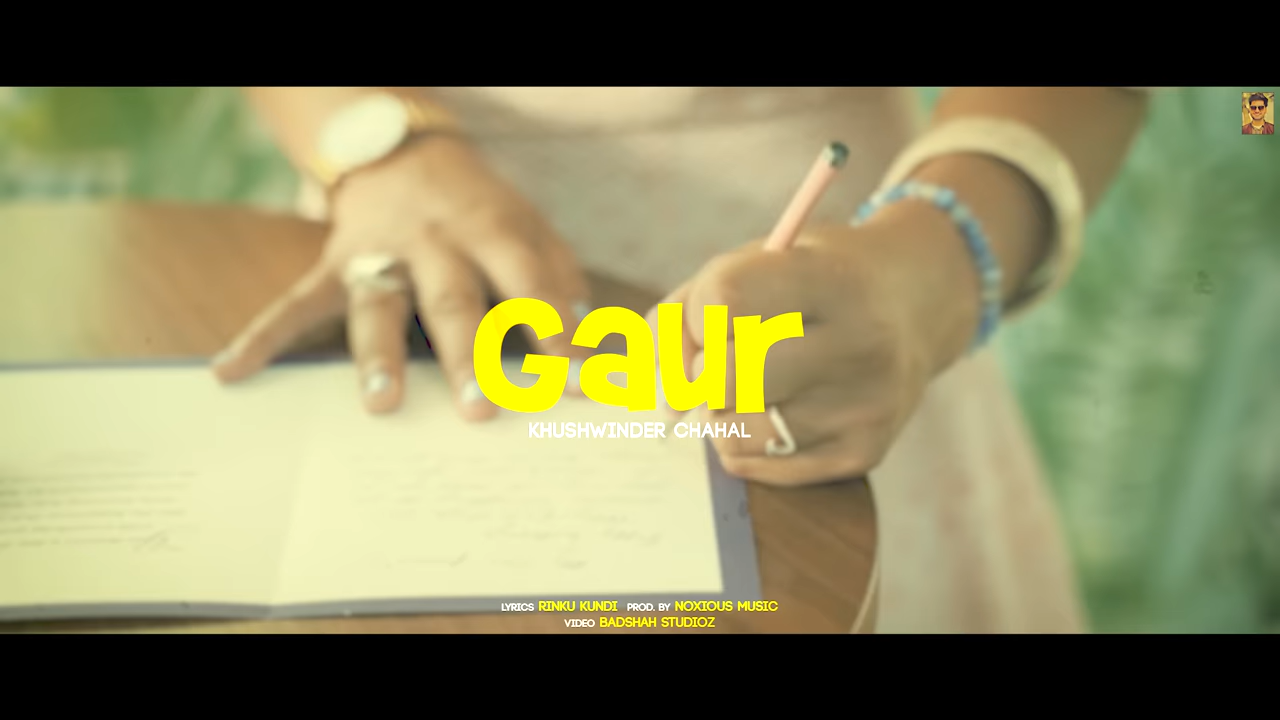 Gaur
KHUSHWINDER CHAHAL
LYRICS RINKU KUNDI PROD. BY NOXIOUS MUSIC
VIDEO BADSHAH STUDIOZ